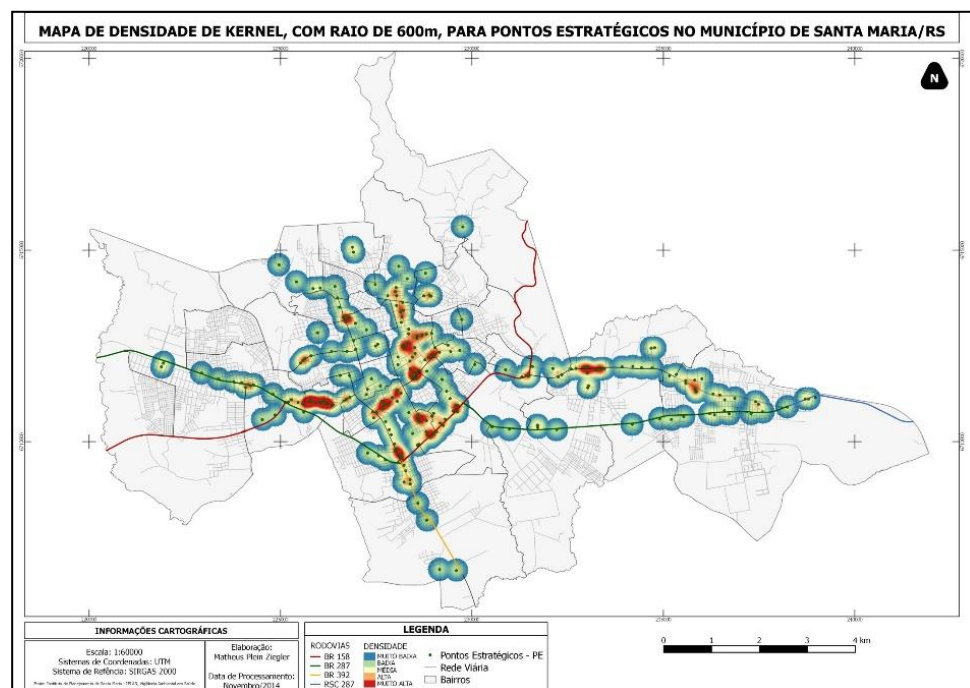 MAPA DE DENSIDADE DE KERNEL, COM RAIO DE 600m, PARA PONTOS ESTRATÉGICOS NO MUNICÍPIO DE SANTA MARIA/RS
N
INFORMAÇÕES CARTOGRÁFICAS
Escala: 1:60000
Sistemas de Coordenadas: UTM
Sistema de Refência: SIRGAS 2000
Elaboração:
Matheus Plein Ziegler
Data de Processamento:
Novembro/2014
LEGENDA
RODOVIAS
BR 158
BR 287
BR 392
RSC 287
DENSIDADE
MUITO BAIXA
BAIXA
MÉDIA
ALTA
MUITO ALTA
Pontos Estratégicos - PE
Rede Viária
Bairros
0 1 2 3 4 km